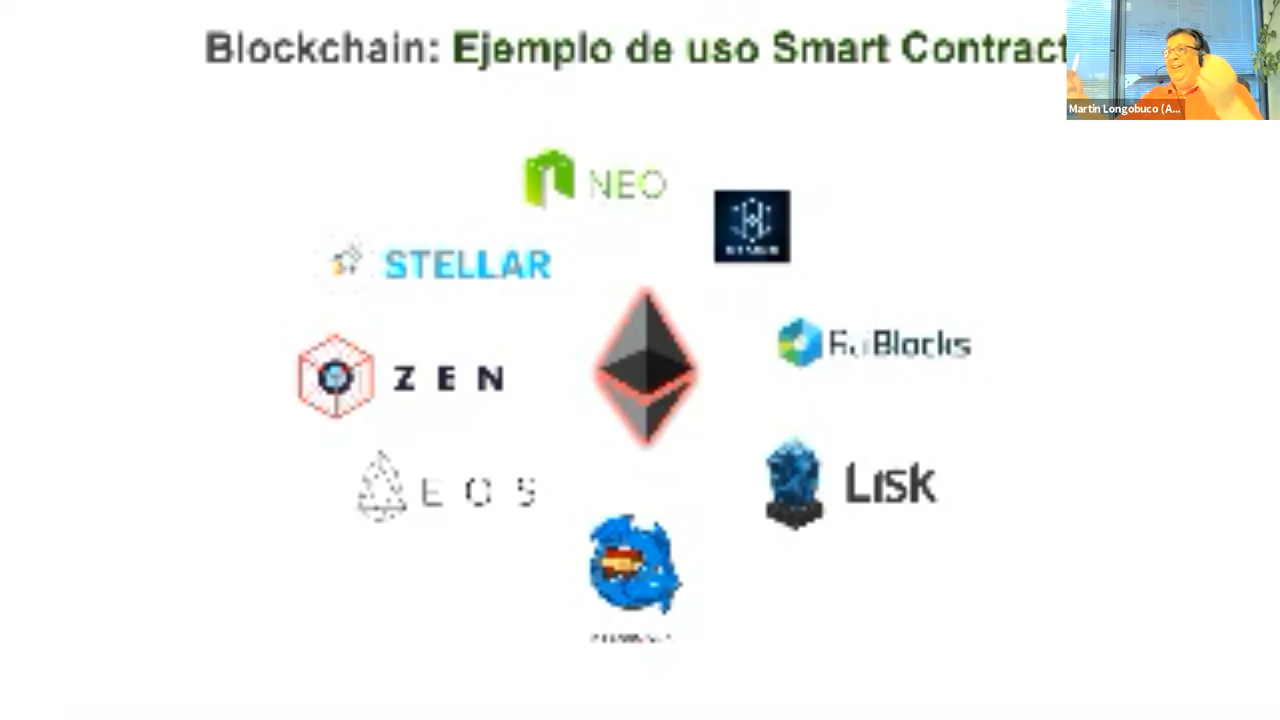 Blockchain: Ejemplo de uso Smart Contract
Martin Longobuco (A...
NEO
STELLAR
ZEN
EOS
Lisk